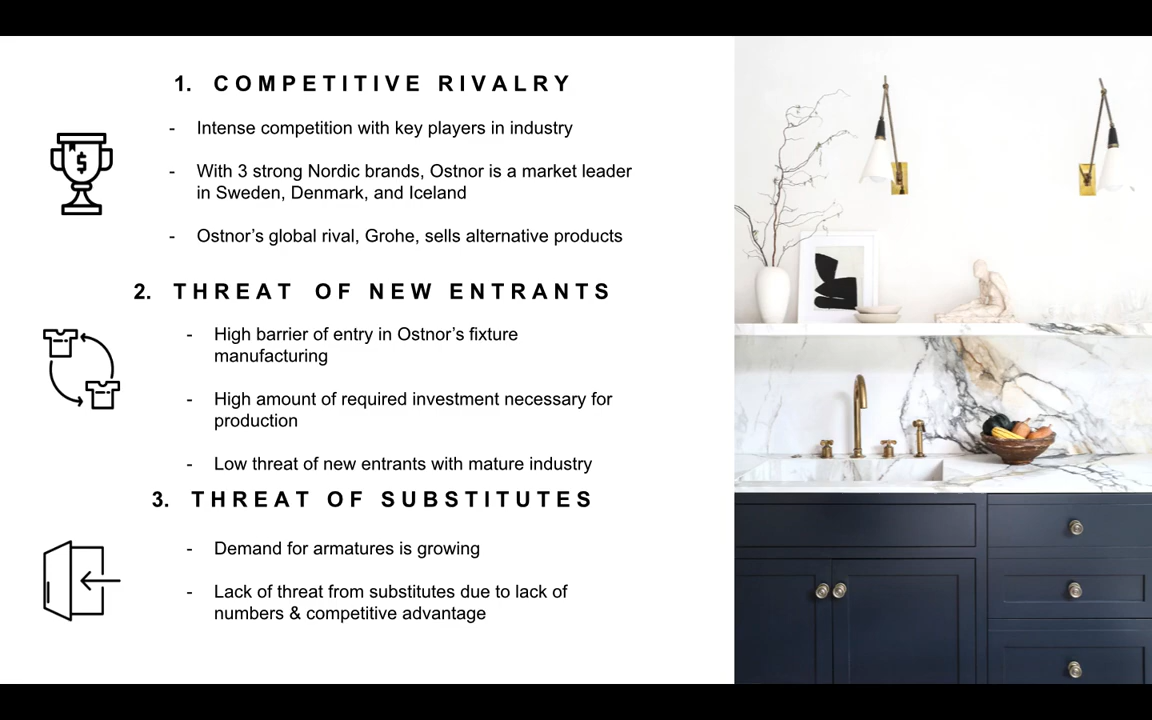 1. COMPETITIVE RIVALRY
- Intense competition with key players in industry
- With 3 strong Nordic brands, Ostnor is a market leader
in Sweden, Denmark, and Iceland
- Ostnor’s global rival, Grohe, sells alternative products
2. THREAT OF NEW ENTRANTS
- High barrier of entry in Ostnor’s fixture
manufacturing
- High amount of required investment necessary for
production
- Low threat of new entrants with mature industry
3. THREAT OF SUBSTITUTES
- Demand for armatures is growing
- Lack of threat from substitutes due to lack of
numbers & competitive advantage
$